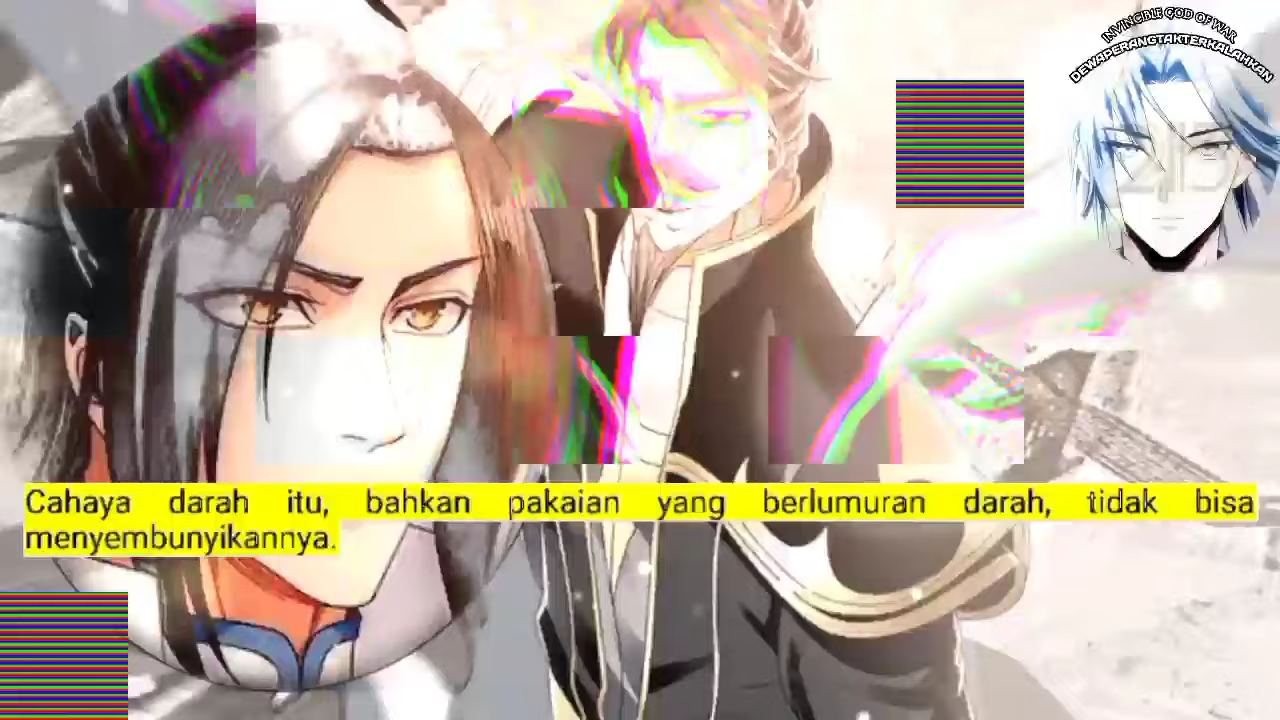 INVINCIBLE GOD OF WAR
DEWAPERANGTAKTERKALAHKAN
Cahaya darah itu, bahkan pakaian yang berlumuran darah, tidak bisa
menyembunyikannya.